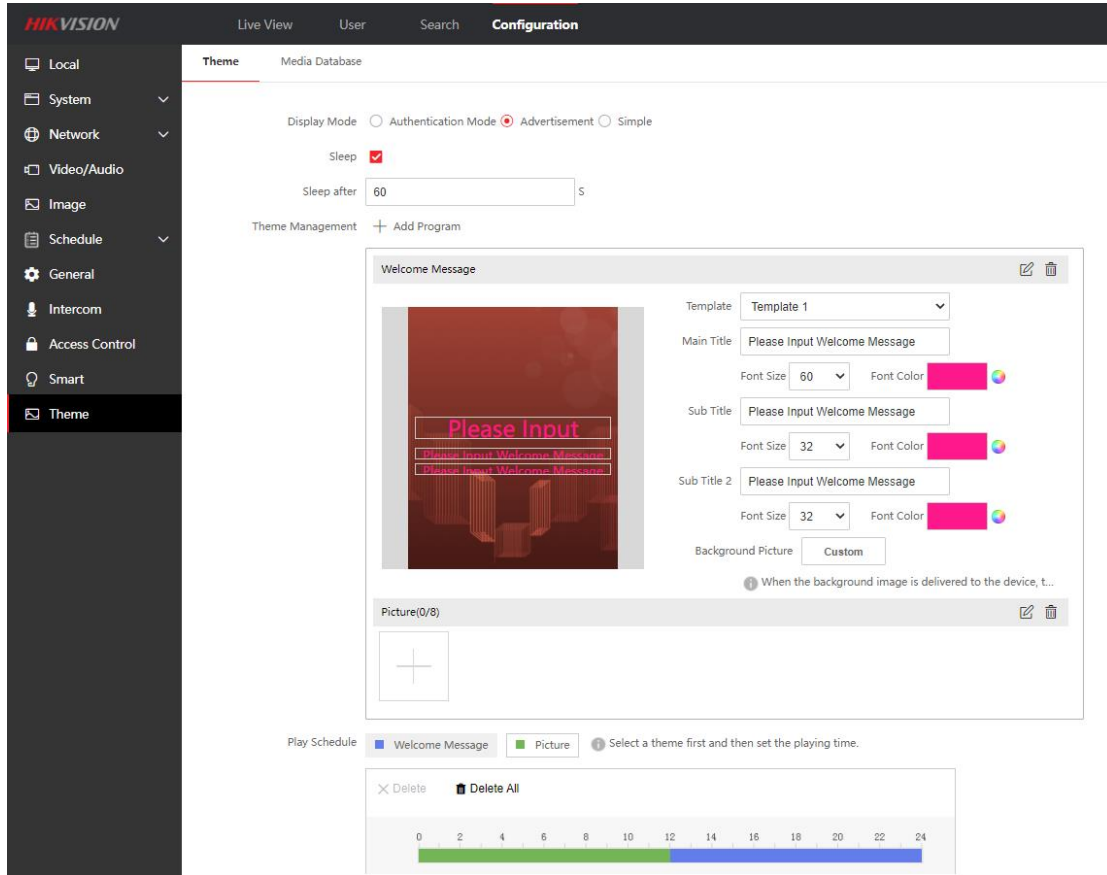 HIKVISION Live View User Search Configuration
Local
System
Network
Video/Audio
Image
Schedule
General
Intercom
Access Control
Smart
Theme
Theme Media Database
Display Mode Authentication Mode Advertisement Simple
Sleep
Sleep after 60 S
Theme Management Add Program
Welcome Message
Please Input
Please Input Welcome Message
Please Input Welcome Message
Template Template 1
Main Title Please Input Welcome Message
Font Size 60 Font Color
Sub Title Please Input Welcome Message
Font Size 32 Font Color
Sub Title 2 Please Input Welcome Message
Font Size 32 Font Color
Background Picture Custom
When the background image is delivered to the device, t...
Picture(0/8)
Play Schedule Welcome Message Picture Select a theme first and then set the playing time.
Delete Delete All
0 2 4 6 8 10 12 14 16 18 20 22 24